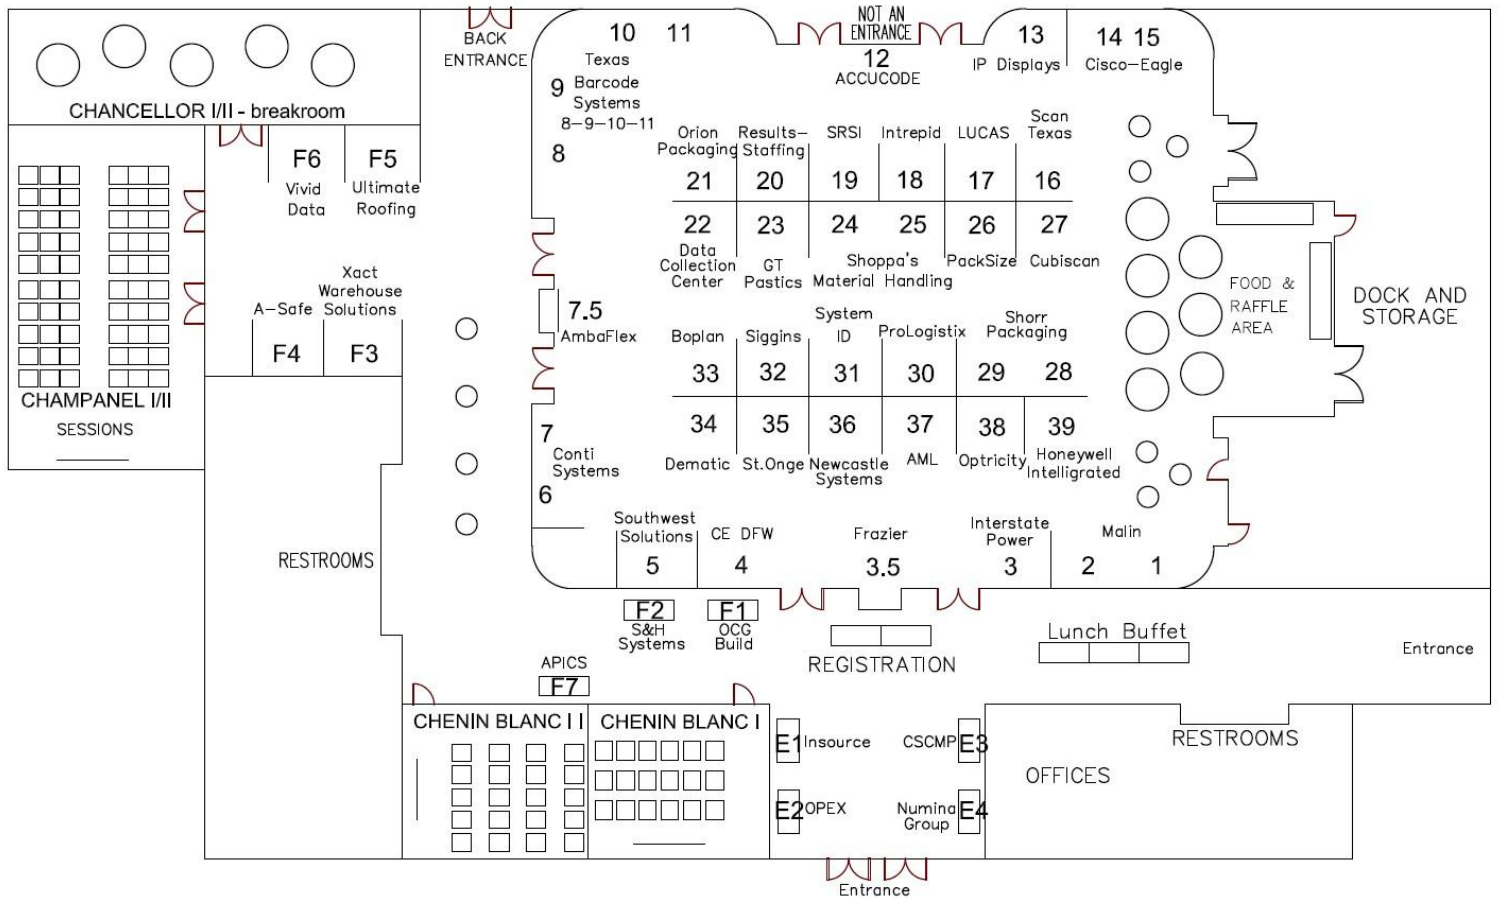 BACK
ENTRANCE
NOT AN
ENTRANCE
10
11
12
ACCUCODE
13
IP Displays
14
15
Cisco-Eagle
CHANCELLOR I/II - breakroom
Texas
Barcode
Systems
8-9-10-11
9
8
F6
Vivid
Data
F5
Ultimate
Roofing
Orion
Packaging
Results-
Staffing
SRSI
Intrepid
LUCAS
Scan
Texas
21
20
19
18
17
16
22
23
24
25
26
27
Data
Collection
Center
GT
Pastics
Shoppa's
Material Handling
PackSize
Cubiscan
FOOD &
RAFFLE
AREA
DOCK AND
STORAGE
A-Safe
Xact
Warehouse
Solutions
F4
F3
7.5
AmbaFlex
Boplan
Siggins
System
ID
ProLogistix
Shorr
Packaging
33
32
31
30
29
28
34
35
36
37
38
39
Dematic
St.Onge
Newcastle
Systems
AML
Optricity
Honeywell
Intelligrated
CHAMPANEL I/II
SESSIONS
7
Conti
Systems
6
RESTROOMS
Southwest
Solutions
5
CE DFW
4
Frazier
3.5
Interstate
Power
3
Malin
2
1
F2
S&H
Systems
F1
OCG
Build
APICS
F7
REGISTRATION
Lunch Buffet
Entrance
CHENIN BLANC I I
CHENIN BLANC I
E1
Insource
CSCMP
E3
E2
OPEX
Numina
Group
E4
OFFICES
RESTROOMS
Entrance